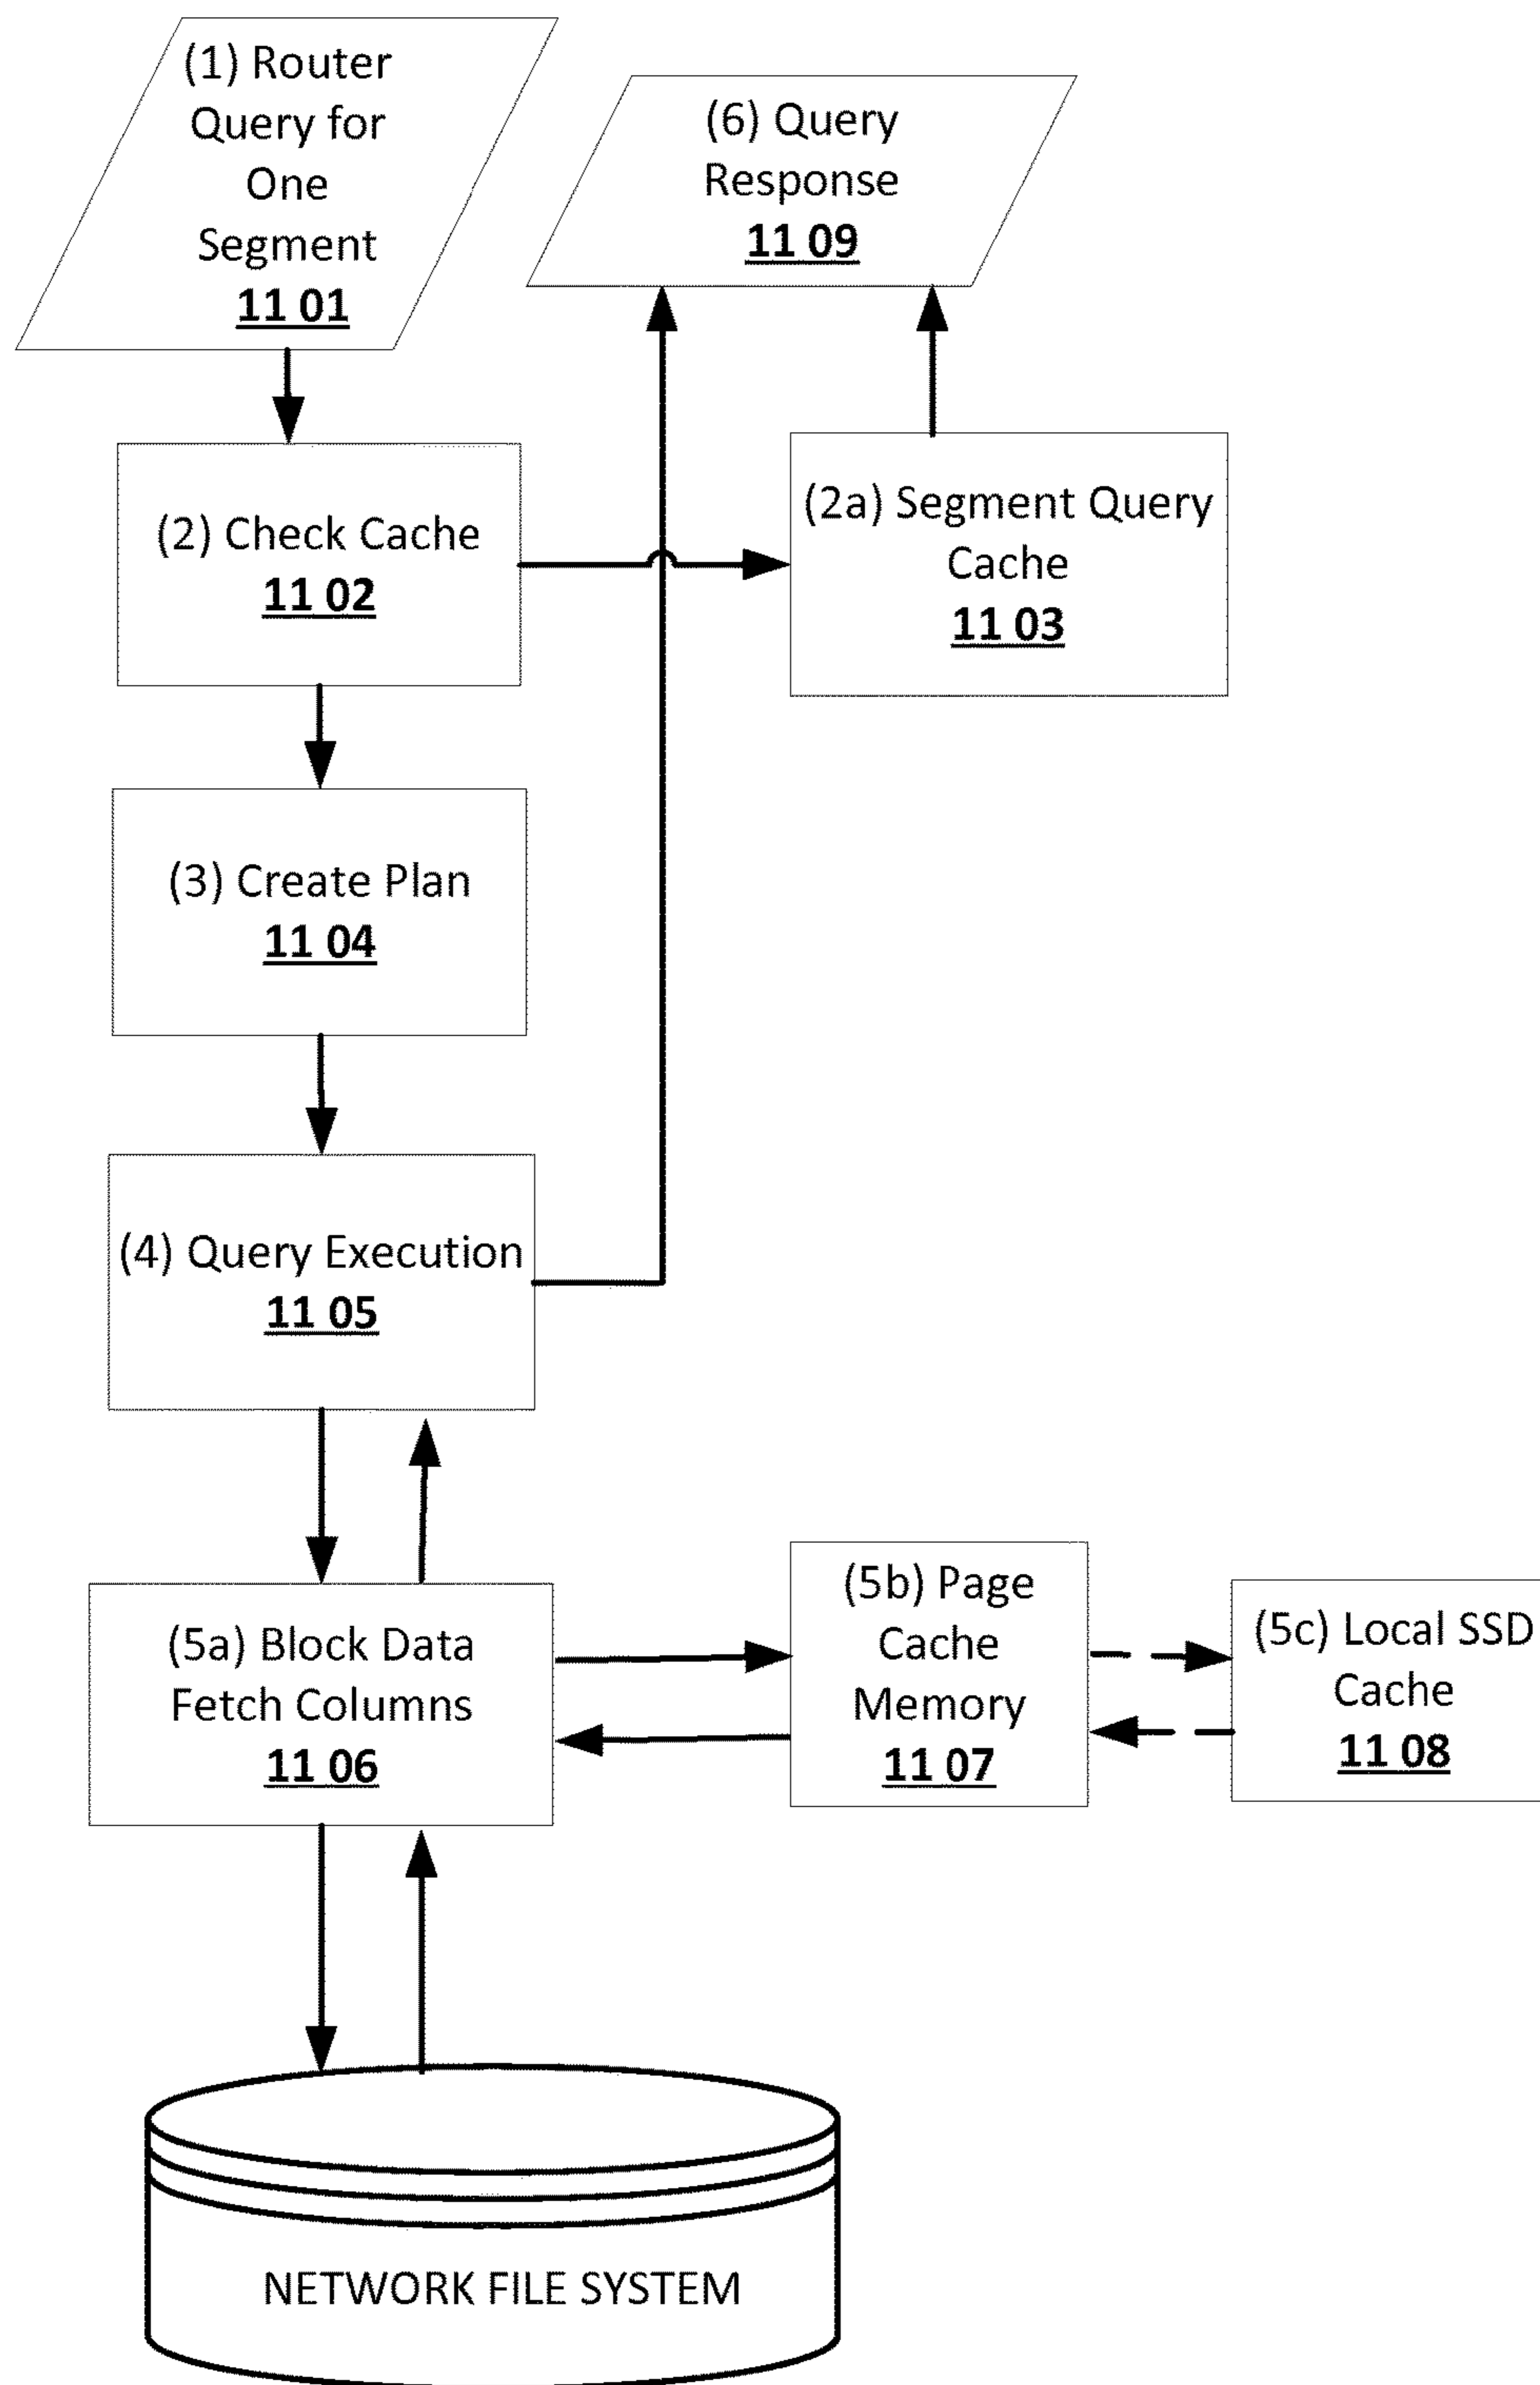 (1) Router
Query for
One
Segment
11 01
(6) Query
Response
11 09
(2) Check Cache
11 02
(2a) Segment Query
Cache
11 03
(3) Create Plan
11 04
(4) Query Execution
11 05
(5a) Block Data
Fetch Columns
11 06
(5b) Page
Cache
Memory
11 07
(5c) Local SSD
Cache
11 08
NETWORK FILE SYSTEM